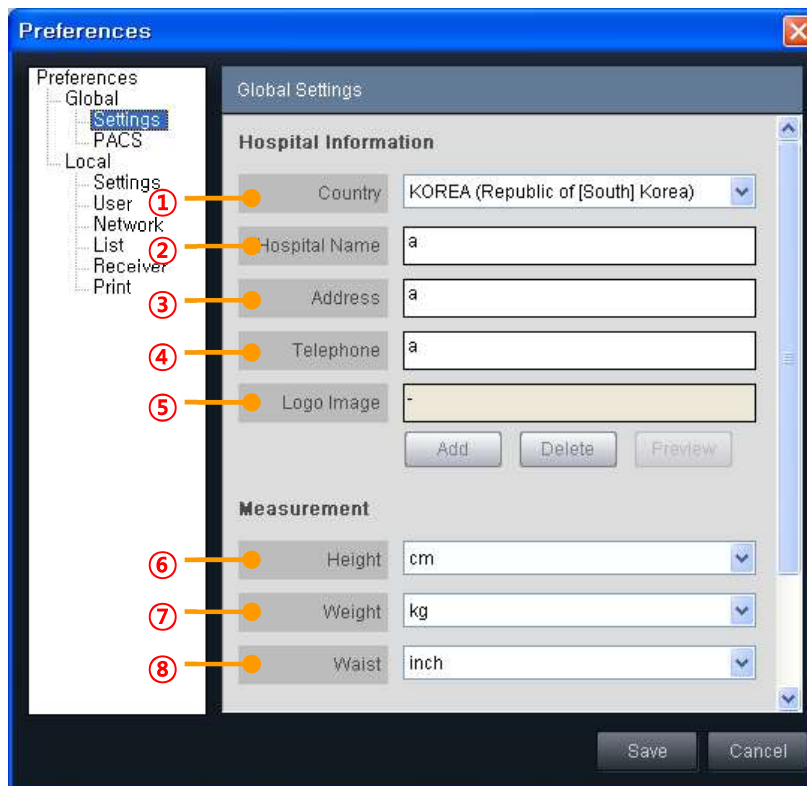 Preferences
Preferences
Global
Settings
PACS
Local
Settings
User
Network
List
Receiver
Print
Global Settings
Hospital Information
① Country KOREA (Republic of [South] Korea)
② Hospital Name a
③ Address a
④ Telephone a
⑤ Logo Image -
Add Delete Preview
Measurement
⑥ Height cm
⑦ Weight kg
⑧ Waist inch
Save Cancel